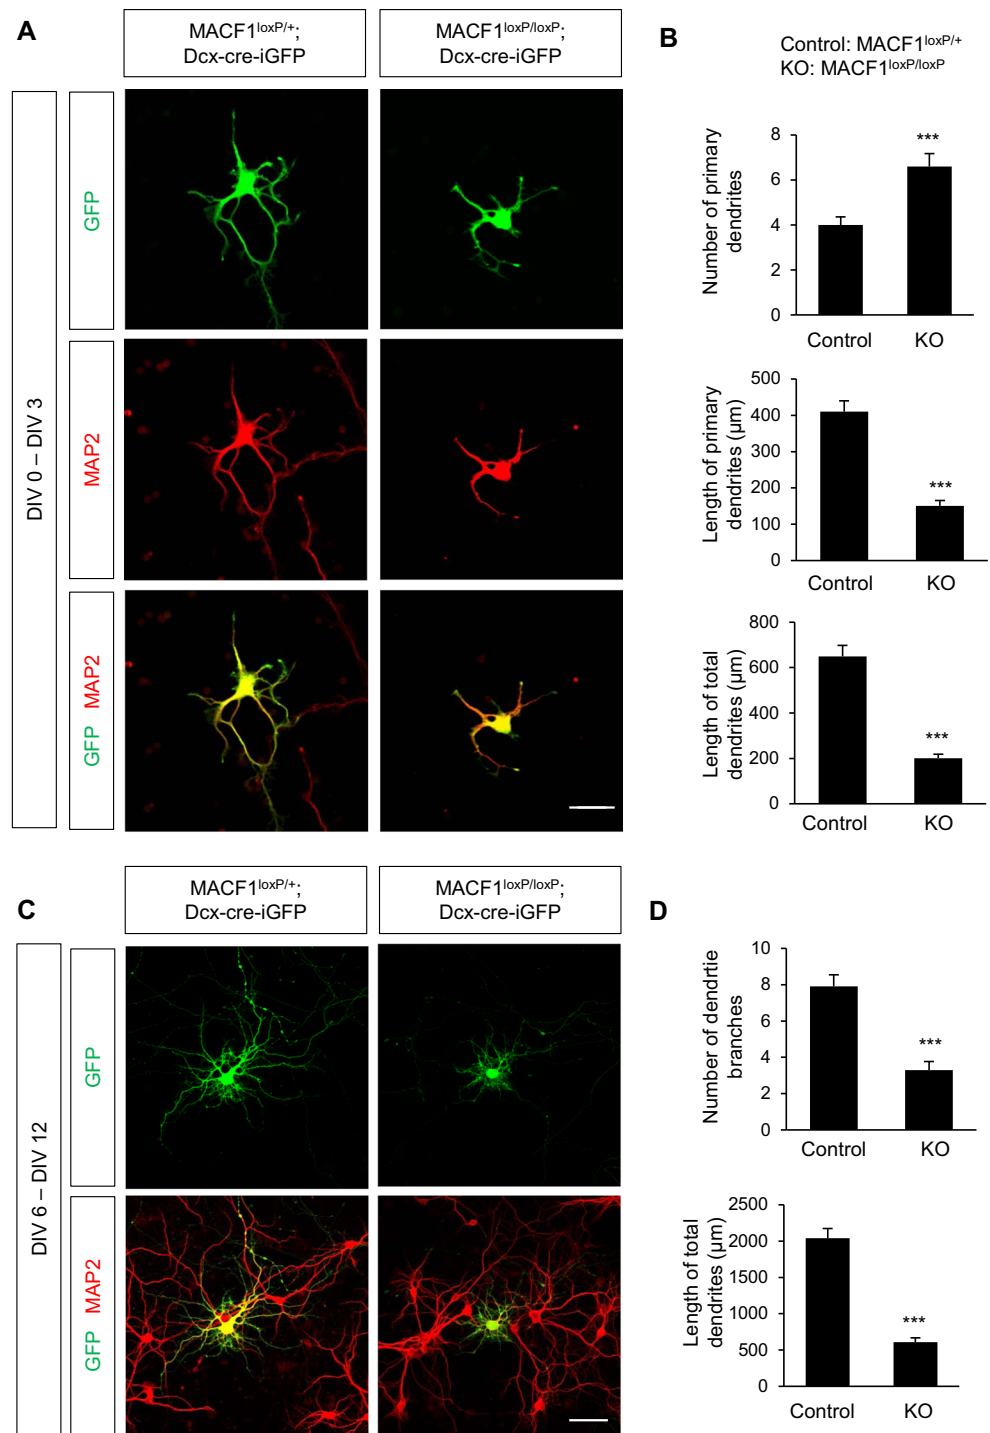 A
MACF1loxP/+;
Dcx-cre-iGFP
MACF1loxP/loxP;
Dcx-cre-iGFP
DIV 0 – DIV 3
GFP
MAP2
GFP MAP2
B
Control: MACF1loxP/+
KO: MACF1loxP/loxP
Number of primary
dendrites
8
6
4
2
0
***
Control KO
Length of primary
dendrites (μm)
500
400
300
200
100
0
***
Control KO
Length of total
dendrites (μm)
800
600
400
200
0
***
Control KO
C
MACF1loxP/+;
Dcx-cre-iGFP
MACF1loxP/loxP;
Dcx-cre-iGFP
DIV 6 – DIV 12
GFP
GFP MAP2
D
Number of dendrtie
branches
10
8
6
4
2
0
***
Control KO
Length of total
dendrites (μm)
2500
2000
1500
1000
500
0
***
Control KO